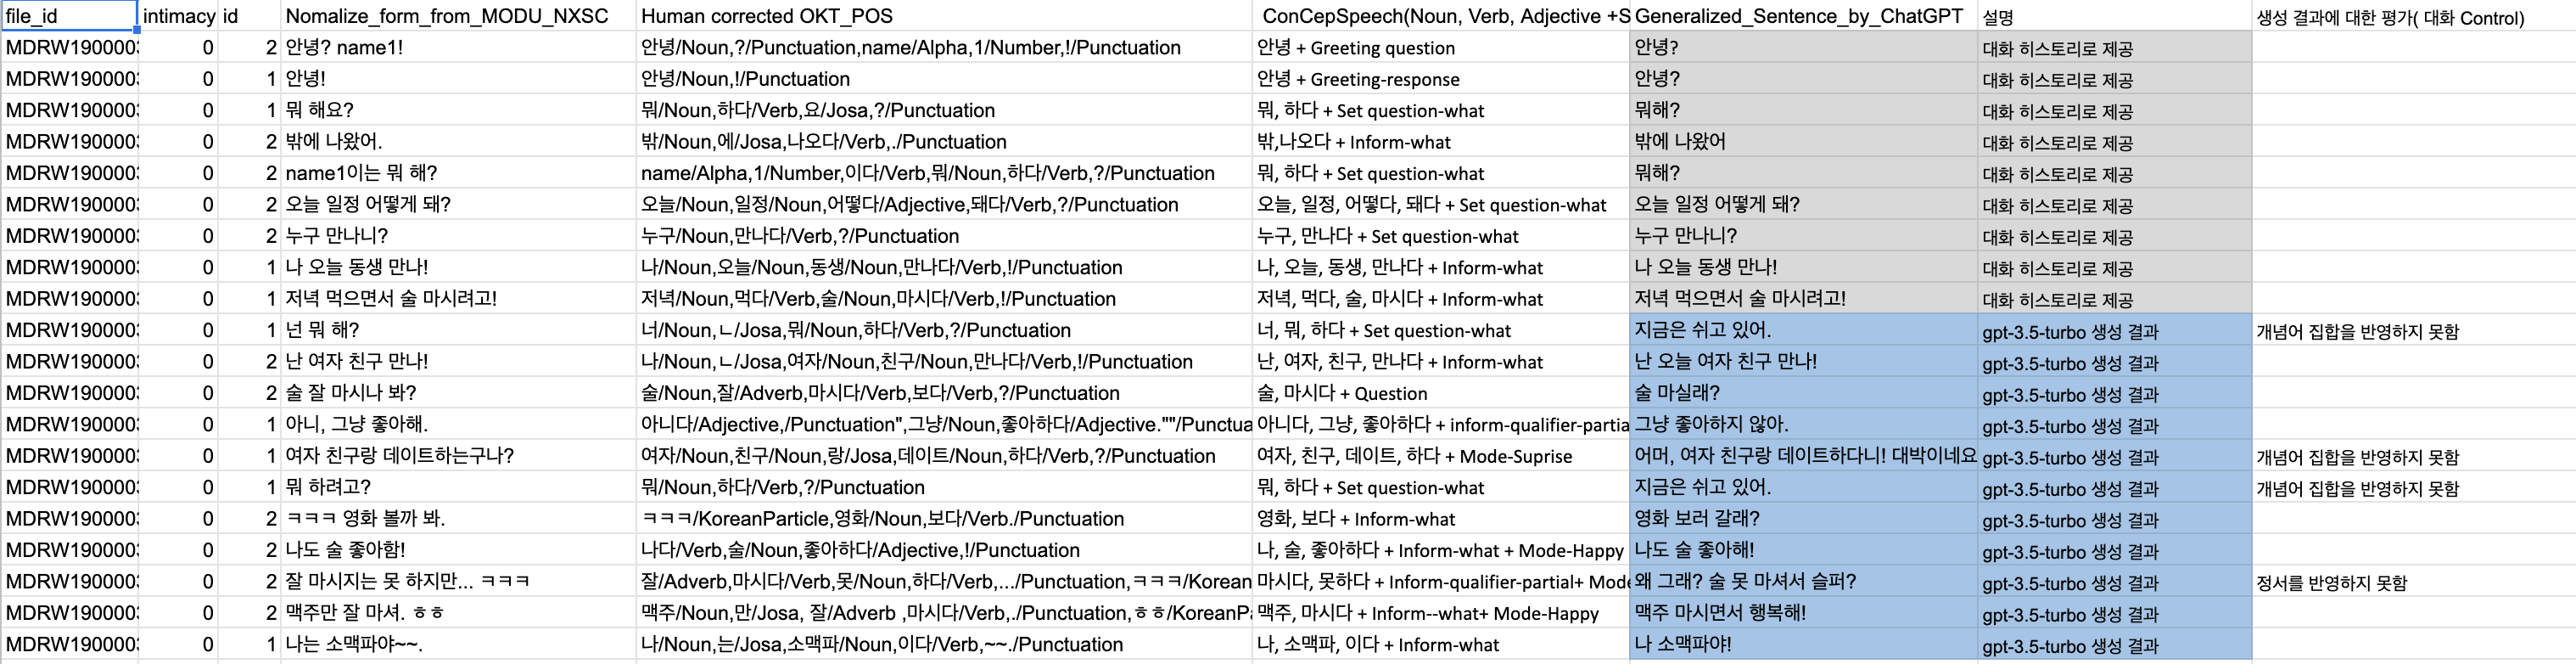 file_id intimacy id Nomalize_form_from_MODU_NXSC Human corrected OKT_POS ConCepSpeech(Noun, Verb, Adjective +S Generalized_Sentence_by_ChatGPT 설명 생성 결과에 대한 평가( 대화 Control)
MDRW190000 0 2 안녕? name1! 안녕/Noun,?/Punctuation,name/Alpha,1/Number,!/Punctuation 안녕 + Greeting question 안녕? 대화 히스토리로 제공
MDRW190000 0 1 안녕! 안녕/Noun,!/Punctuation 안녕 + Greeting-response 안녕? 대화 히스토리로 제공
MDRW190000 0 1 뭐 해요? 뭐/Noun,하다/Verb,요/Josa,?/Punctuation 뭐, 하다 + Set question-what 뭐해? 대화 히스토리로 제공
MDRW190000 0 2 밖에 나왔어. 밖/Noun,에/Josa,나오다/Verb,./Punctuation 밖,나오다 + Inform-what 밖에 나왔어 대화 히스토리로 제공
MDRW190000 0 2 name1이는 뭐 해? name/Alpha,1/Number,이다/Verb,뭐/Noun,하다/Verb,?/Punctuation 뭐, 하다 + Set question-what 뭐해? 대화 히스토리로 제공
MDRW190000 0 2 오늘 일정 어떻게 돼? 오늘/Noun,일정/Noun,어떻다/Adjective,돼다/Verb,?/Punctuation 오늘, 일정, 어떻다, 돼다 + Set question-what 오늘 일정 어떻게 돼? 대화 히스토리로 제공
MDRW190000 0 2 누구 만나니? 누구/Noun,만나다/Verb,?/Punctuation 누구, 만나다 + Set question-what 누구 만나니? 대화 히스토리로 제공
MDRW190000 0 1 나 오늘 동생 만나! 나/Noun,오늘/Noun,동생/Noun,만나다/Verb,!/Punctuation 나, 오늘, 동생, 만나다 + Inform-what 나 오늘 동생 만나! 대화 히스토리로 제공
MDRW190000 0 1 저녁 먹으면서 술 마시려고! 저녁/Noun,먹다/Verb,술/Noun,마시다/Verb,!/Punctuation 저녁, 먹다, 술, 마시다 + Inform-what 저녁 먹으면서 술 마시려고! 대화 히스토리로 제공
MDRW190000 0 1 넌 뭐 해? 너/Noun,ㄴ/Josa,뭐/Noun,하다/Verb,?/Punctuation 너, 뭐, 하다 + Set question-what 지금은 쉬고 있어. gpt-3.5-turbo 생성 결과 개념어 집합을 반영하지 못함
MDRW190000 0 2 난 여자 친구 만나! 나/Noun,ㄴ/Josa,여자/Noun,친구/Noun,만나다/Verb,!/Punctuation 난, 여자, 친구, 만나다 + Inform-what 난 오늘 여자 친구 만나! gpt-3.5-turbo 생성 결과
MDRW190000 0 2 술 잘 마시나 봐? 술/Noun,잘/Adverb,마시다/Verb,보다/Verb,?/Punctuation 술, 마시다 + Question 술 마실래? gpt-3.5-turbo 생성 결과
MDRW190000 0 1 아니, 그냥 좋아해. 아니다/Adjective,/Punctuation",그냥/Noun,좋아하다/Adjective.""/Punctua 아니다, 그냥, 좋아하다 + inform-qualifier-partia 그냥 좋아하지 않아. gpt-3.5-turbo 생성 결과
MDRW190000 0 1 여자 친구랑 데이트하는구나? 여자/Noun,친구/Noun,랑/Josa,데이트/Noun,하다/Verb,?/Punctuation 여자, 친구, 데이트, 하다 + Mode-Suprise 어머, 여자 친구랑 데이트하다니! 대박이네요 gpt-3.5-turbo 생성 결과 개념어 집합을 반영하지 못함
MDRW190000 0 1 뭐 하려고? 뭐/Noun,하다/Verb,?/Punctuation 뭐, 하다 + Set question-what 지금은 쉬고 있어. gpt-3.5-turbo 생성 결과 개념어 집합을 반영하지 못함
MDRW190000 0 2 ㅋㅋㅋ 영화 볼까 봐. ㅋㅋㅋ/KoreanParticle,영화/Noun,보다/Verb./Punctuation 영화, 보다 + Inform-what 영화 보러 갈래? gpt-3.5-turbo 생성 결과
MDRW190000 0 2 나도 술 좋아함! 나다/Verb,술/Noun,좋아하다/Adjective,!/Punctuation 나, 술, 좋아하다 + Inform-what + Mode-Happy 나도 술 좋아해! gpt-3.5-turbo 생성 결과
MDRW190000 0 2 잘 마시지는 못 하지만... ㅋㅋㅋ 잘/Adverb,마시다/Verb,못/Noun,하다/Verb,.../Punctuation,ㅋㅋㅋ/Korean 마시다, 못하다 + Inform-qualifier-partial+ Mode 왜 그래? 술 못 마셔서 슬퍼? gpt-3.5-turbo 생성 결과 정서를 반영하지 못함
MDRW190000 0 2 맥주만 잘 마셔. ㅎㅎ 맥주/Noun,만/Josa, 잘/Adverb ,마시다/Verb,./Punctuation,ㅎㅎ/KoreanPa 맥주, 마시다 + Inform--what+ Mode-Happy 맥주 마시면서 행복해! gpt-3.5-turbo 생성 결과
MDRW190000 0 1 나는 소맥파야~~. 나/Noun,는/Josa,소맥파/Noun,이다/Verb,~~./Punctuation 나, 소맥파, 이다 + Inform-what 나 소맥파야! gpt-3.5-turbo 생성 결과